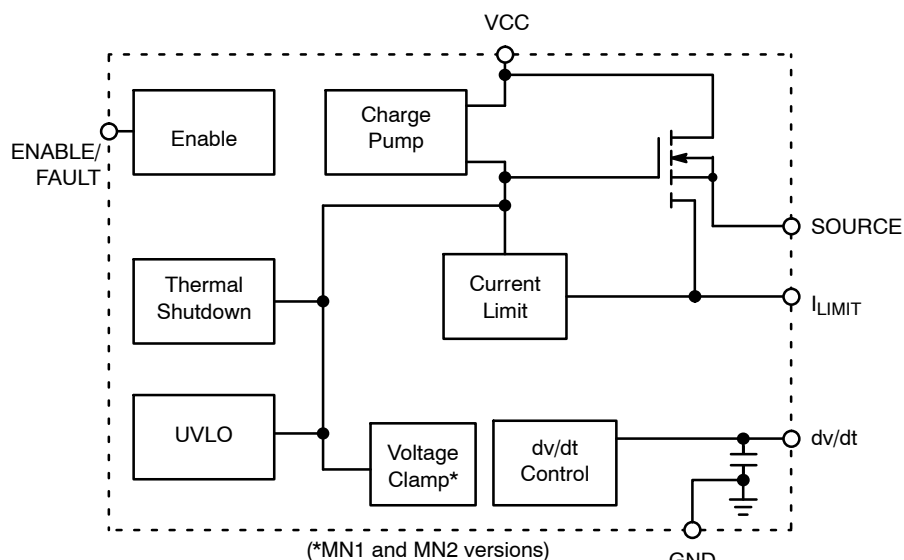 VCC
Enable
Charge
Pump
ENABLE/
FAULT
SOURCE
Thermal
Shutdown
Current
Limit
ILIMIT
UVLO
Voltage
Clamp*
dv/dt
Control
dv/dt
(*MN1 and MN2 versions)
GND